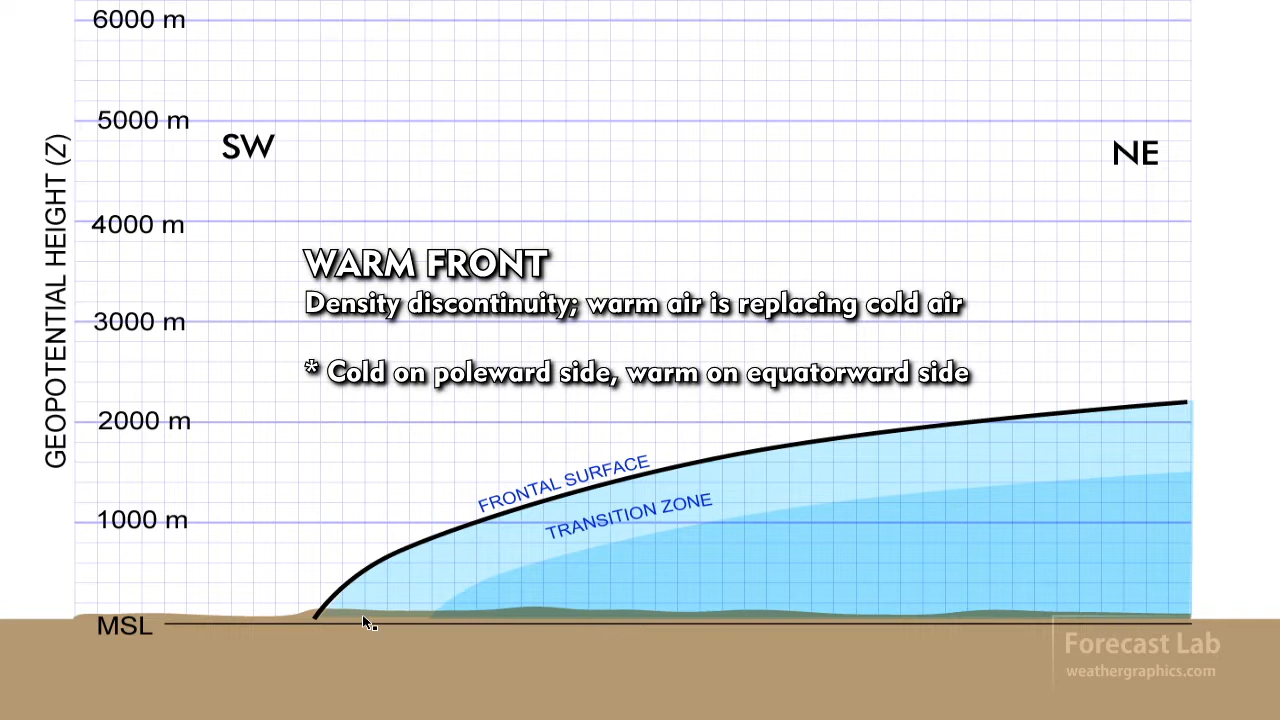 6000 m
5000 m
SW
NE
GEOPOTENTIAL HEIGHT (Z)
4000 m
WARM FRONT
Density discontinuity; warm air is replacing cold air
3000 m
* Cold on poleward side, warm on equatorward side
2000 m
FRONTAL SURFACE
TRANSITION ZONE
1000 m
MSL
Forecast Lab
weathergraphics.com